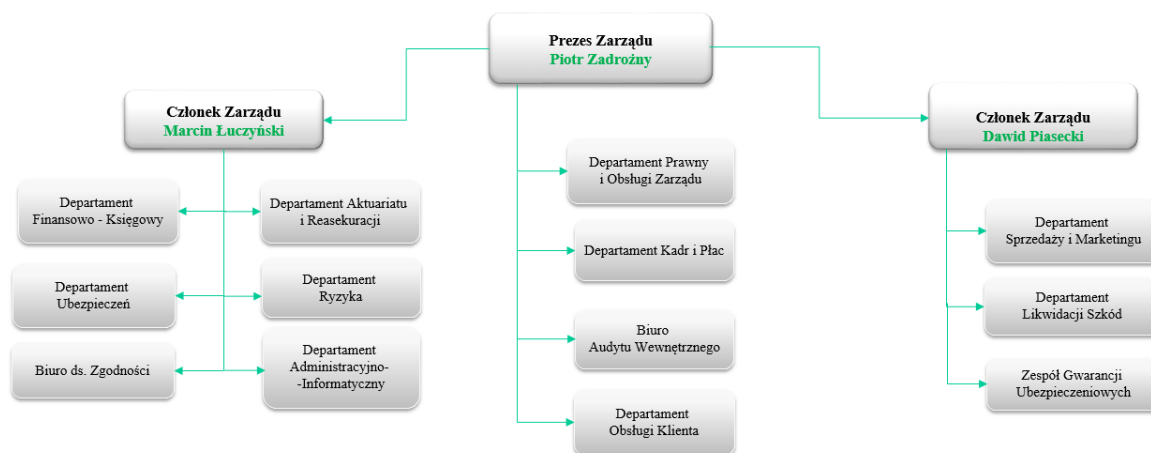 Prezes Zarządu
Piotr Zadrożny
Członek Zarządu
Marcin Łuczyński
Członek Zarządu
Dawid Piasecki
Departament
Finansowo - Księgowy
Departament Aktuariatu
i Reasekuracji
Departament
Ubezpieczeń
Departament
Ryzyka
Biuro ds. Zgodności
Departament
Administracyjno-
-Informatyczny
Departament Prawny
i Obsługi Zarządu
Departament Kadr i Płac
Biuro
Audytu Wewnętrznego
Departament
Obsługi Klienta
Departament
Sprzedaży i Marketingu
Departament
Likwidacji Szkód
Zespół Gwarancji
Ubezpieczeniowych